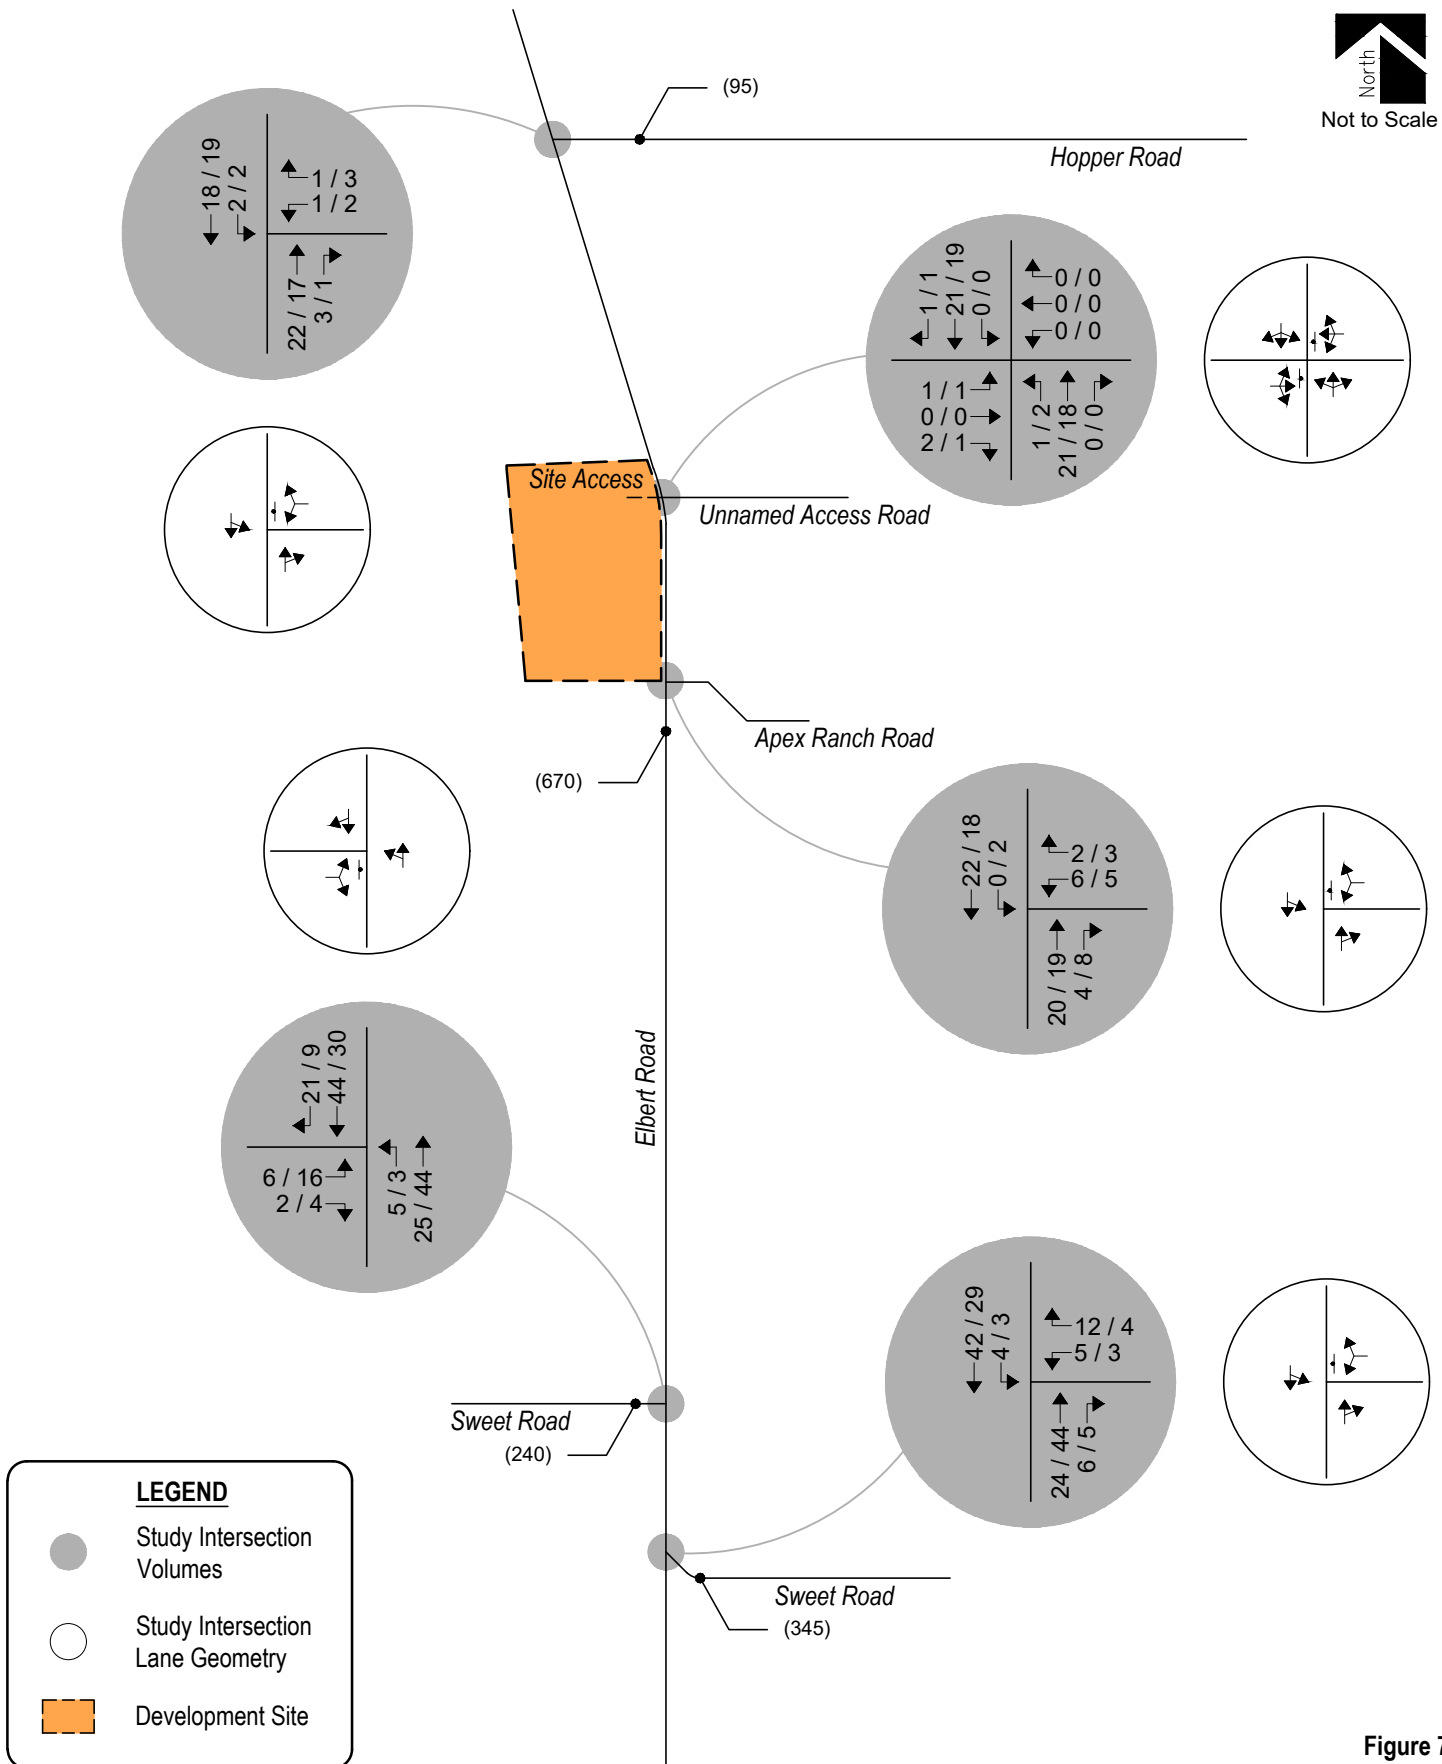 North
Not to Scale
(95)
Hopper Road
18 / 19
2 / 2
1 / 3
1 / 2
22 / 17
3 / 1
1 / 1
21 / 19
0 / 0
0 / 0
0 / 0
0 / 0
1 / 1
0 / 0
2 / 1
1 / 2
21 / 18
0 / 0
Site Access
Unnamed Access Road
Apex Ranch Road
(670)
22 / 18
0 / 2
2 / 3
6 / 5
20 / 19
4 / 8
Elbert Road
21 / 9
44 / 30
6 / 16
2 / 4
5 / 3
25 / 44
42 / 29
4 / 3
12 / 4
5 / 3
24 / 44
6 / 5
Sweet Road
(240)
Sweet Road
(345)
LEGEND
Study Intersection
Volumes
Study Intersection
Lane Geometry
Development Site
Figure 7